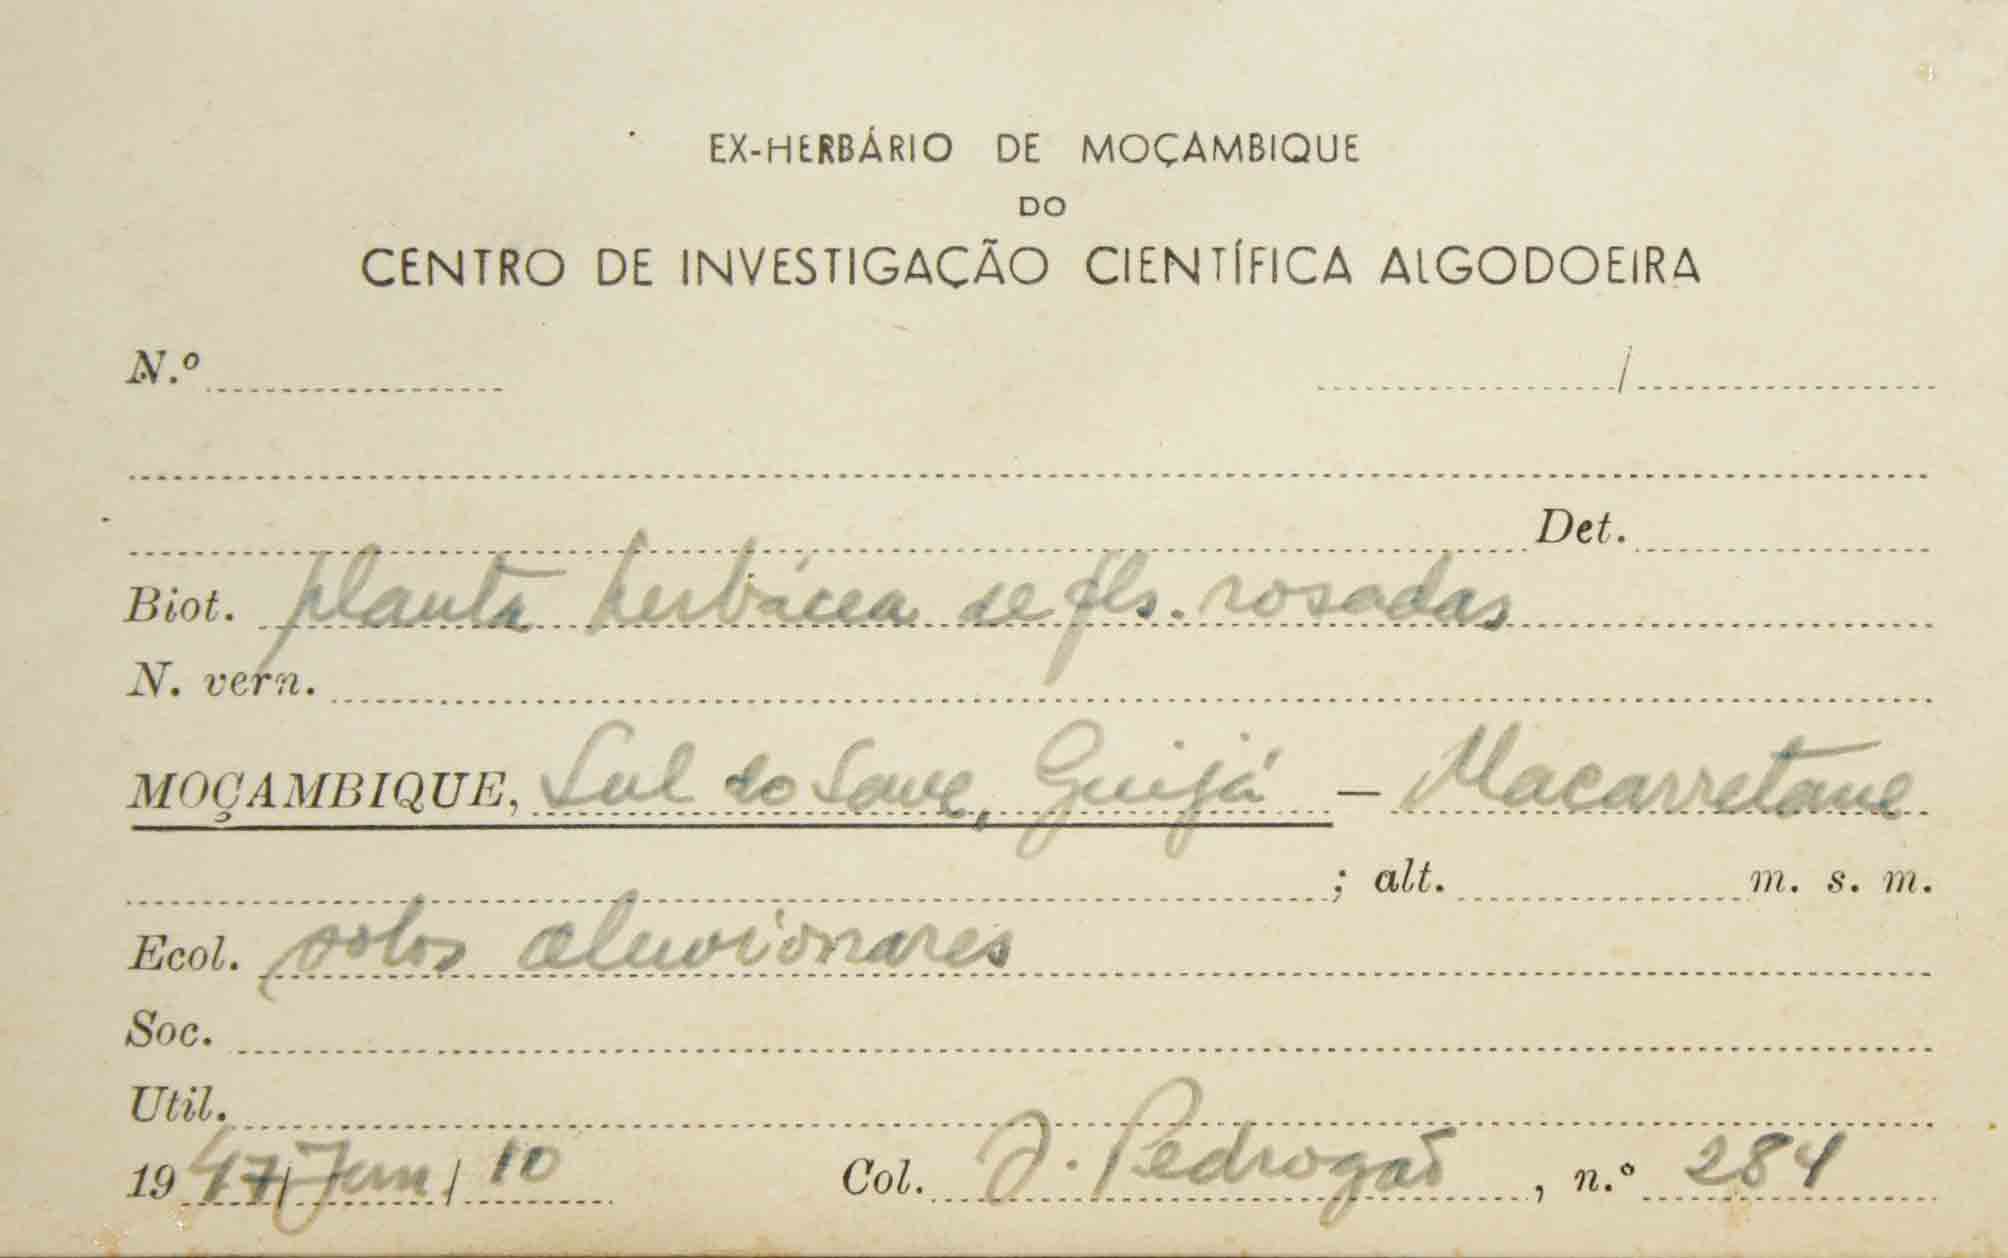 EX-HERBÁRIO DE MOÇAMBIQUE
DO
CENTRO DE INVESTIGAÇÃO CIENTÍFICA ALGODOEIRA
N.º /
Det.
Biot. planta herbácea de fls. rosadas
N. vern.
MOÇAMBIQUE, Sul do Save, Guijá — Macarretane
; alt. m. s. m.
Ecol. solos aluvionares
Soc.
Util.
1947/Jun/10 Col. J. Pedrogão, n.º 284